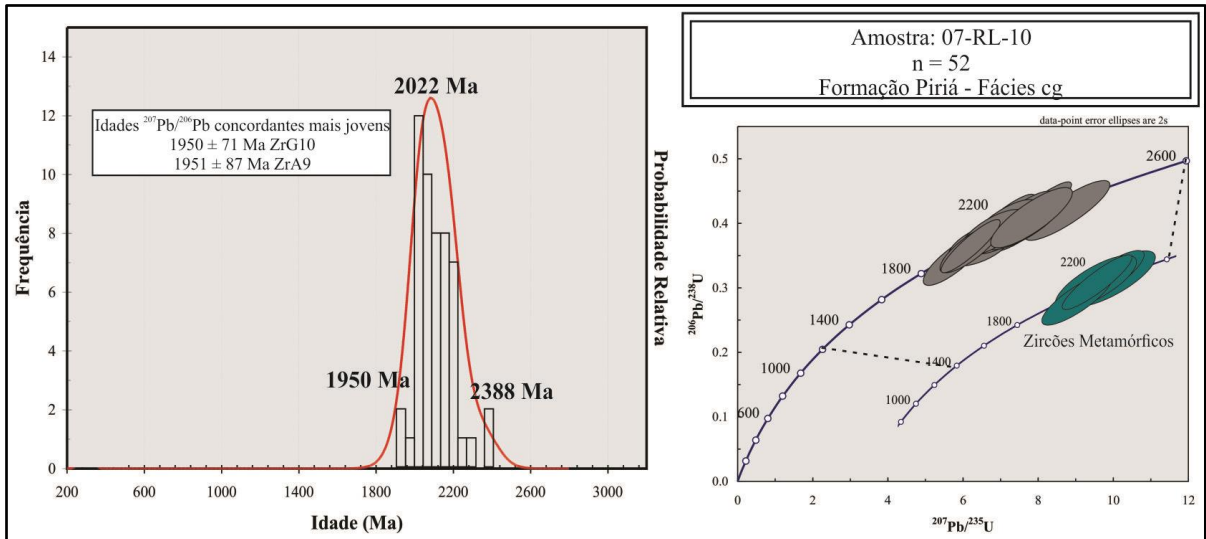 14
12
10
8
6
4
2
0
Frequência
2022 Ma
Idades ²⁰⁷Pb/²⁰⁶Pb concordantes mais jovens
1950 ± 71 Ma ZrG10
1951 ± 87 Ma ZrA9
1950 Ma
2388 Ma
Probabilidade Relativa
200 600 1000 1400 1800 2200 2600 3000
Idade (Ma)
Amostra: 07-RL-10
n = 52
Formação Piriá - Fácies cg
data-point error ellipses are 2s
0.5
0.4
0.3
0.2
0.1
0.0
²⁰⁶Pb/²³⁸U
2600
2200
1800
1400
1000
600
2200
1800
1400
1000
Zircões Metamórficos
0 2 4 6 8 10 12
²⁰⁷Pb/²³⁵U